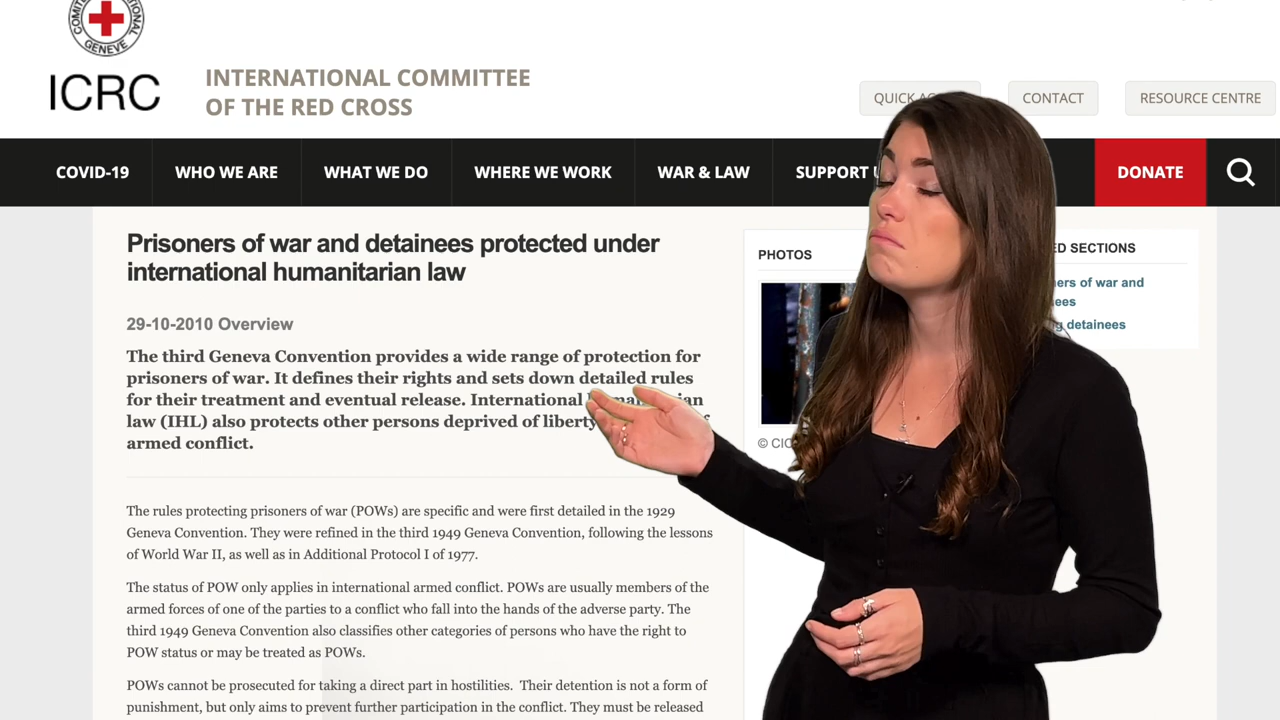 COMITÉ
GENEVE
ICRC
INTERNATIONAL COMMITTEE
OF THE RED CROSS
QUICK
CONTACT
RESOURCE CENTRE
COVID-19
WHO WE ARE
WHAT WE DO
WHERE WE WORK
WAR & LAW
SUPPORT
DONATE
Prisoners of war and detainees protected under
international humanitarian law
29-10-2010 Overview
The third Geneva Convention provides a wide range of protection for
prisoners of war. It defines their rights and sets down detailed rules
for their treatment and eventual release. International
law (IHL) also protects other persons deprived of liberty
armed conflict.
The rules protecting prisoners of war (POWs) are specific and were first detailed in the 1929
Geneva Convention. They were refined in the third 1949 Geneva Convention, following the lessons
of World War II, as well as in Additional Protocol I of 1977.
The status of POW only applies in international armed conflict. POWs are usually members of the
armed forces of one of the parties to a conflict who fall into the hands of the adverse party. The
third 1949 Geneva Convention also classifies other categories of persons who have the right to
POW status or may be treated as POWs.
POWs cannot be prosecuted for taking a direct part in hostilities. Their detention is not a form of
punishment, but only aims to prevent further participation in the conflict. They must be released
PHOTOS
©
SECTIONS
of war and
detainees